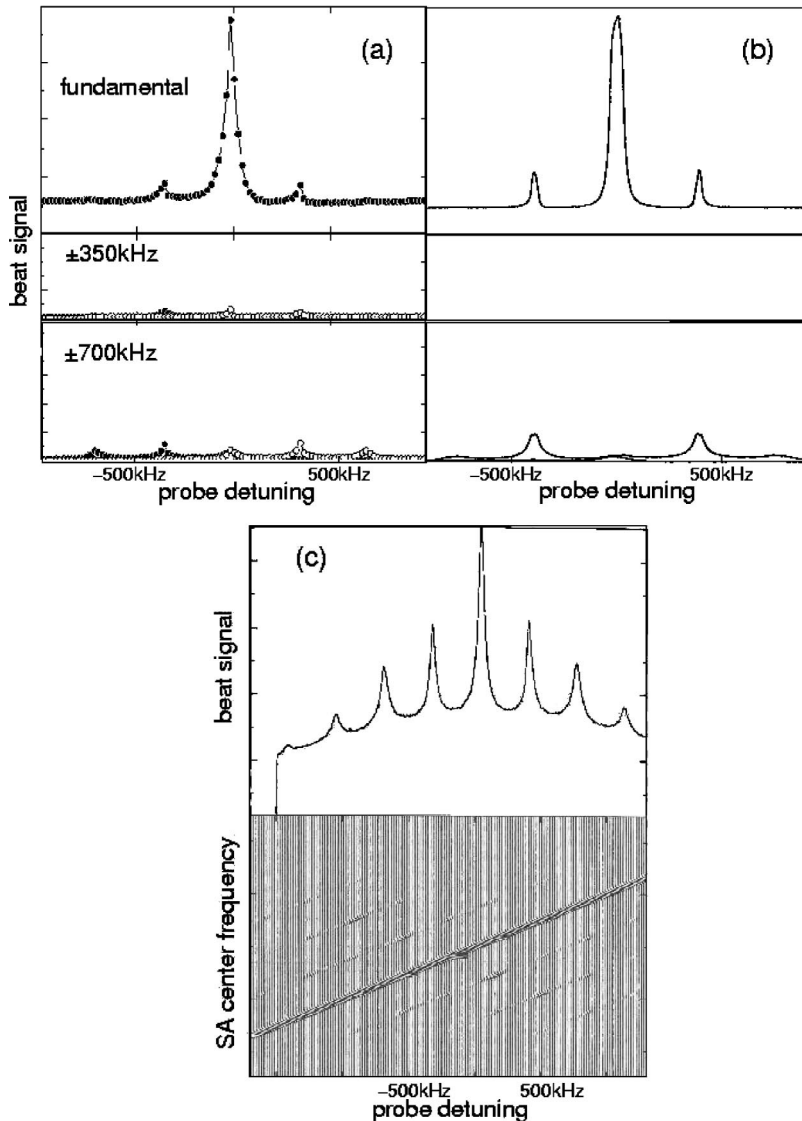 (a)
(b)
fundamental
±350kHz
±700kHz
beat signal
−500kHz 500kHz
−500kHz 500kHz
probe detuning
probe detuning
(c)
beat signal
SA center frequency
−500kHz 500kHz
probe detuning